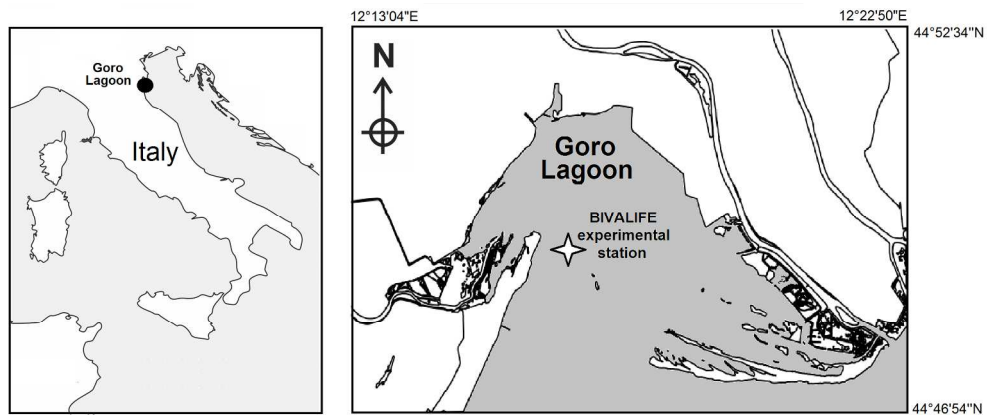 Goro
Lagoon
Italy
12°13'04"E
12°22'50"E
44°52'34''N
N
Goro
Lagoon
BIVALIFE
experimental
station
44°46'54''N